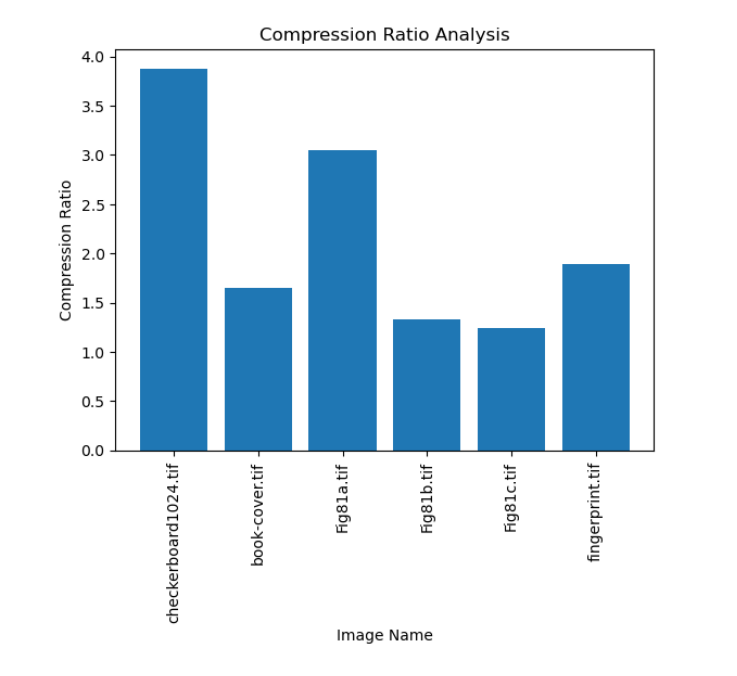 Compression Ratio Analysis
Compression Ratio
4.0
3.5
3.0
2.5
2.0
1.5
1.0
0.5
0.0
checkerboard1024.tif
book-cover.tif
Fig81a.tif
Fig81b.tif
Fig81c.tif
fingerprint.tif
Image Name